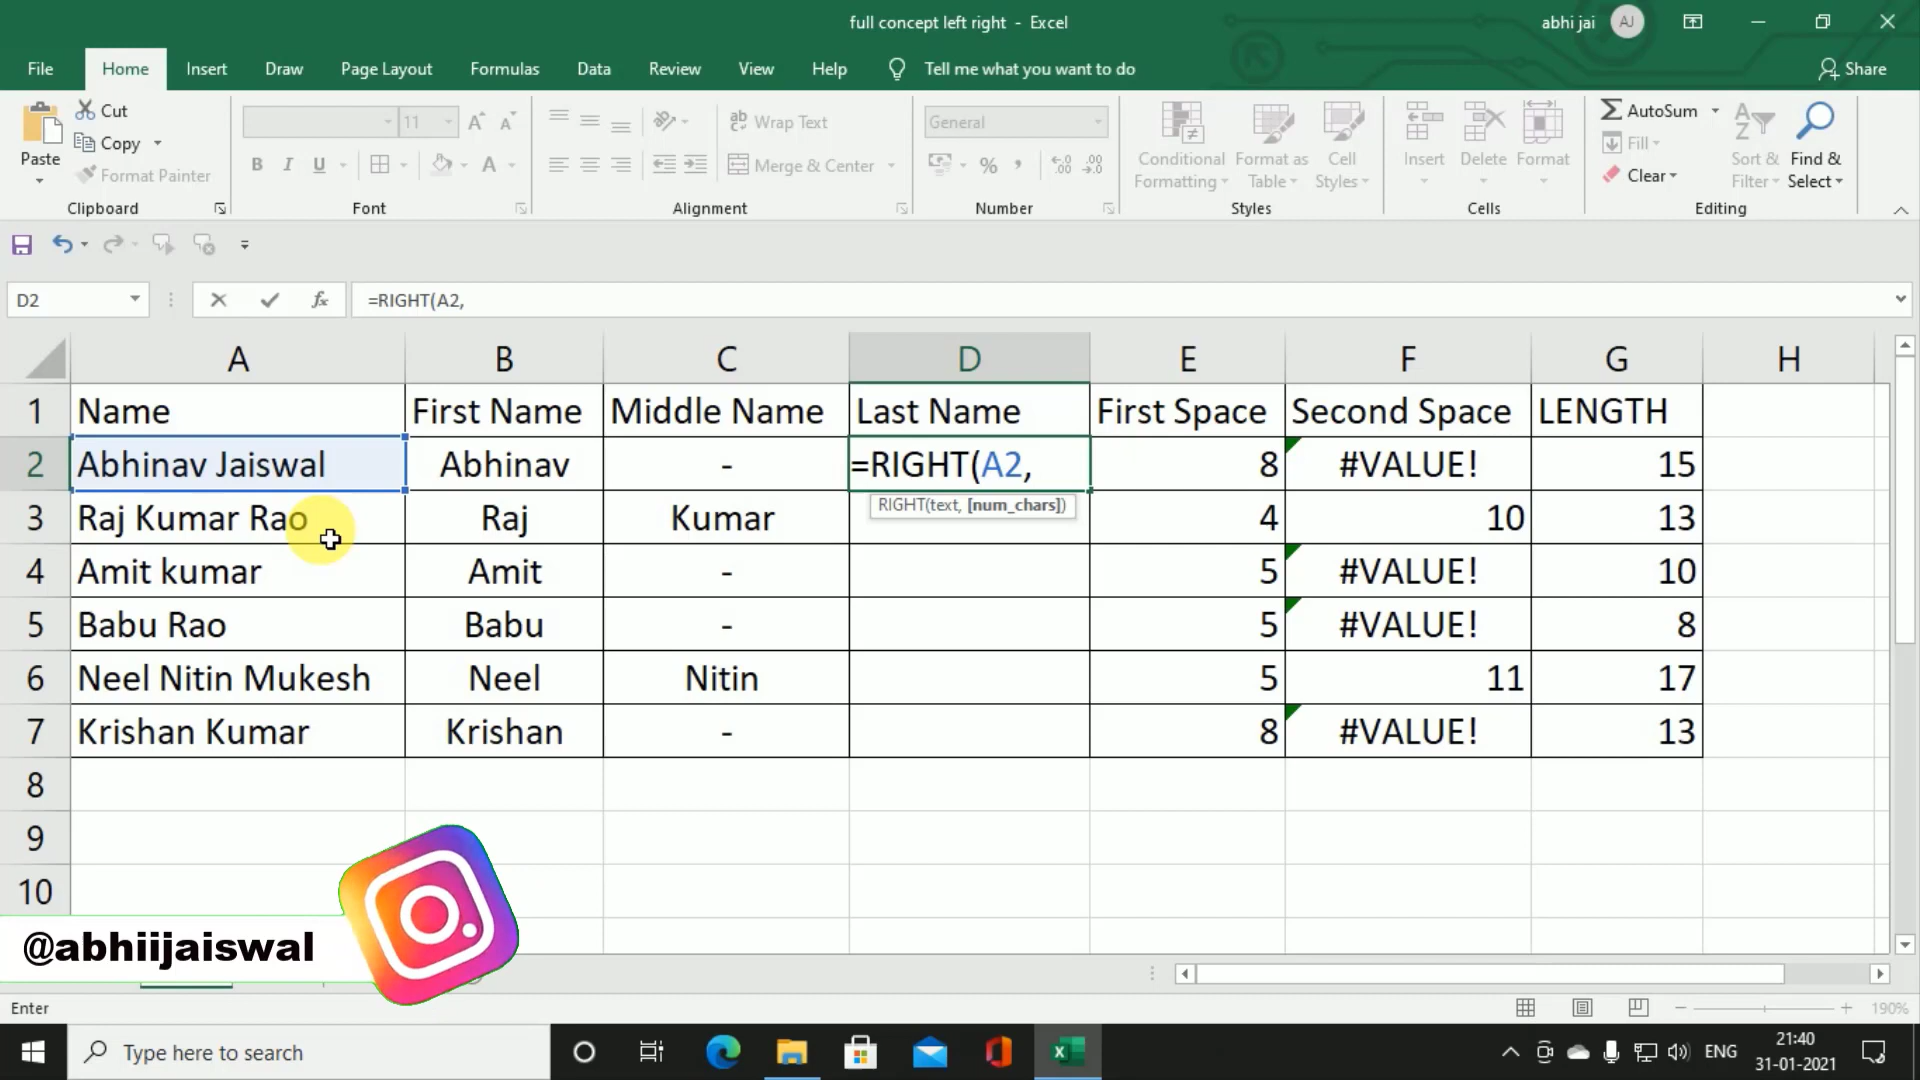 full concept left right - Excel
abhi jai
AJ
File Home Insert Draw Page Layout Formulas Data Review View Help Tell me what you want to do Share
Cut
Copy
Format Painter
Paste
Clipboard
11
B I U
Font
Wrap Text
Merge & Center
Alignment
General
Number
Conditional Formatting
Format as Table
Cell Styles
Styles
Insert Delete Format
Cells
AutoSum
Fill
Clear
Sort & Filter
Find & Select
Editing
D2 fx =RIGHT(A2,
A B C D E F G H
1 Name First Name Middle Name Last Name First Space Second Space LENGTH
2 Abhinav Jaiswal Abhinav - =RIGHT(A2, 8 #VALUE! 15
RIGHT(text, [num_chars])
3 Raj Kumar Rao Raj Kumar 4 10 13
4 Amit kumar Amit - 5 #VALUE! 10
5 Babu Rao Babu - 5 #VALUE! 8
6 Neel Nitin Mukesh Neel Nitin 5 11 17
7 Krishan Kumar Krishan - 8 #VALUE! 13
8
9
10
@abhiijaiswal
Enter
190%
Type here to search
ENG
21:40
31-01-2021